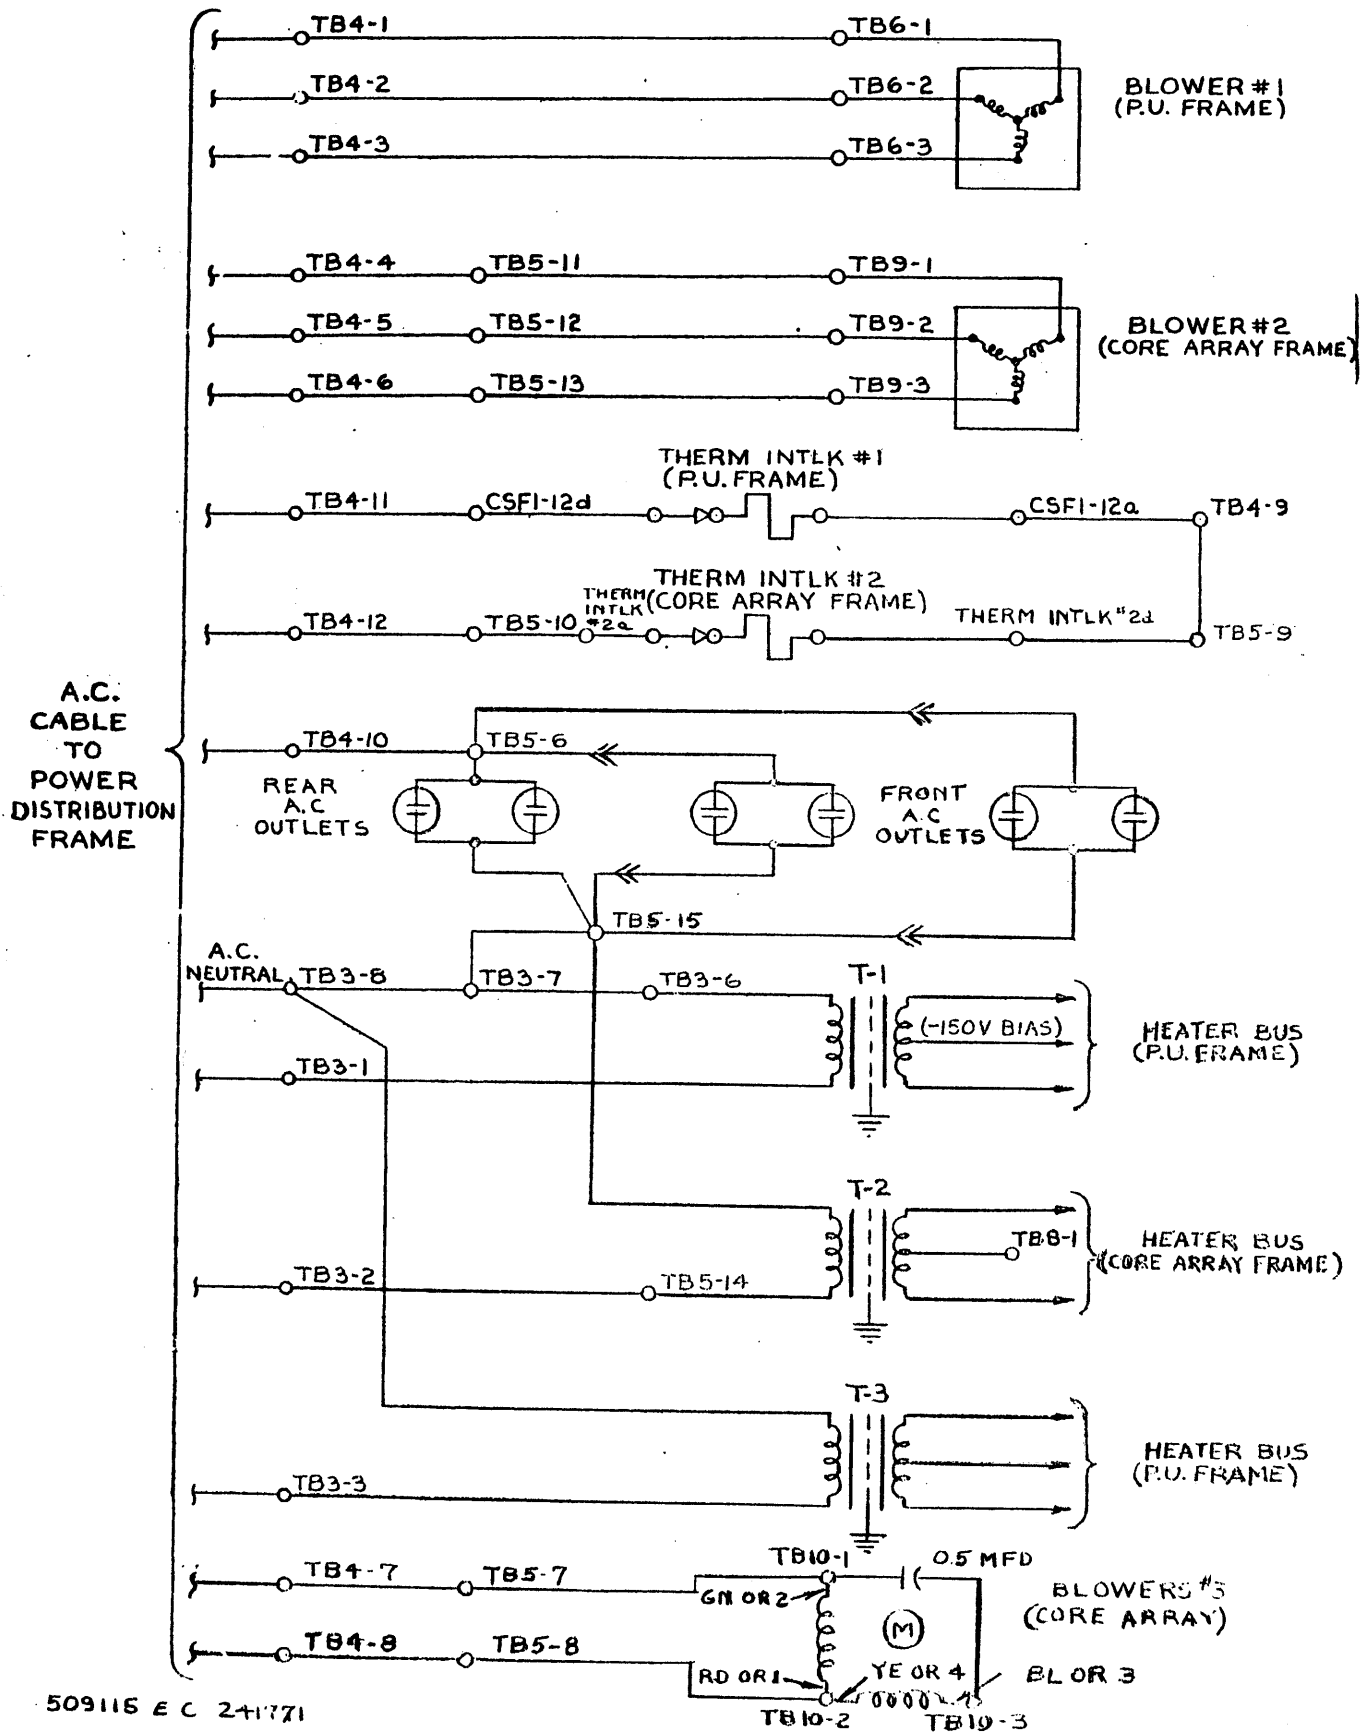 TB4-1
TB6-1
TB4-2
TB6-2
BLOWER #1
(P.U. FRAME)
TB4-3
TB6-3
TB4-4
TB5-11
TB9-1
TB4-5
TB5-12
TB9-2
BLOWER #2
(CORE ARRAY FRAME)
TB4-6
TB5-13
TB9-3
THERM INTLK #1
(P.U. FRAME)
TB4-11
CSF1-12d
CSF1-12a
TB4-9
THERM INTLK #2
(CORE ARRAY FRAME)
TB4-12
TB5-10
THERM
INTLK
#2a
THERM INTLK #2d
TB5-9
A.C.
CABLE
TO
POWER
DISTRIBUTION
FRAME
TB4-10
TB5-6
REAR
A.C
OUTLETS
FRONT
A.C
OUTLETS
TB5-15
A.C.
NEUTRAL
TB3-8
TB3-7
TB3-6
T-1
(-150V BIAS)
HEATER BUS
(P.U. FRAME)
TB3-1
T-2
TB8-1
HEATER BUS
(CORE ARRAY FRAME)
TB3-2
TB5-14
T-3
HEATER BUS
(P.U. FRAME)
TB3-3
TB4-7
TB5-7
TB10-1
0.5 MFD
GN OR 2
BLOWERS #3
(CORE ARRAY)
M
TB4-8
TB5-8
RD OR 1
YE OR 4
BL OR 3
TB10-2
TB10-3
509115 E C 241771